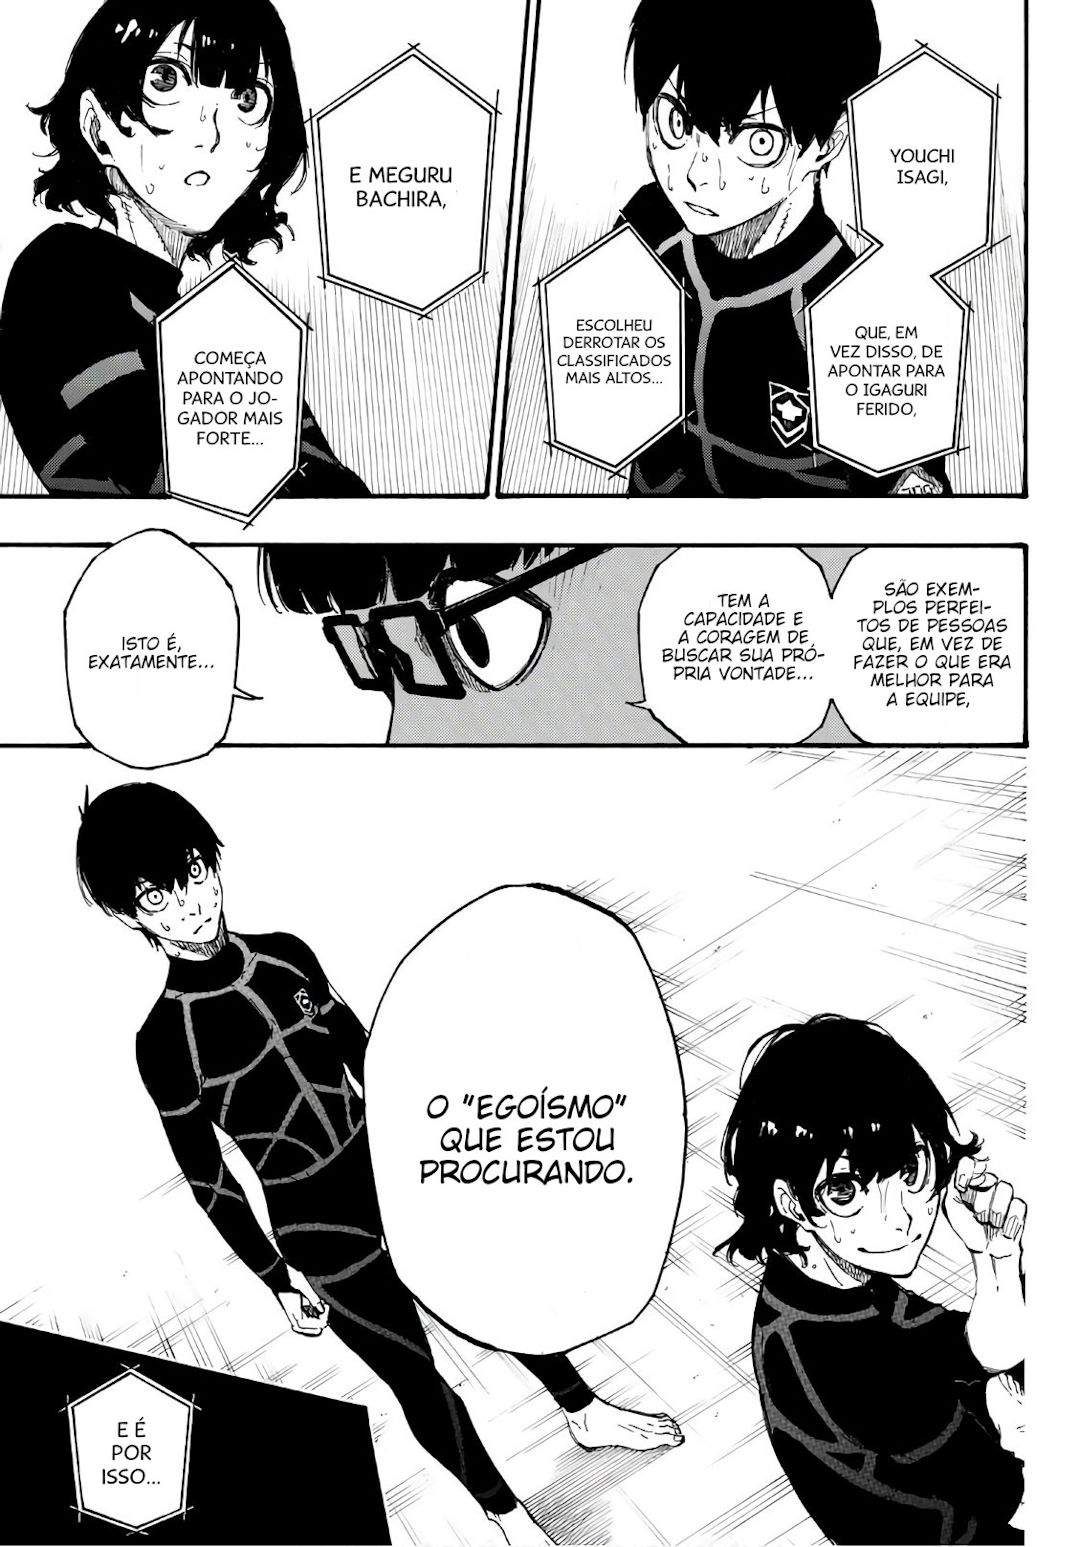 YOUCHI
ISAGI,
QUE, EM
VEZ DISSO, DE
APONTAR PARA
O IGAGURI
FERIDO,
ESCOLHEU
DERROTAR OS
CLASSIFICADOS
MAIS ALTOS...
E MEGURU
BACHIRA,
COMEÇA
APONTANDO
PARA O JO-
GADOR MAIS
FORTE...
SÃO EXEM-
PLOS PERFEI-
TOS DE PESSOAS
QUE, EM VEZ DE
FAZER O QUE ERA
MELHOR PARA
A EQUIPE,
TEM A
CAPACIDADE E
A CORAGEM DE
BUSCAR SUA PRÓ-
PRIA VONTADE...
ISTO É,
EXATAMENTE...
O "EGOÍSMO"
QUE ESTOU
PROCURANDO.
E É
POR
ISSO...